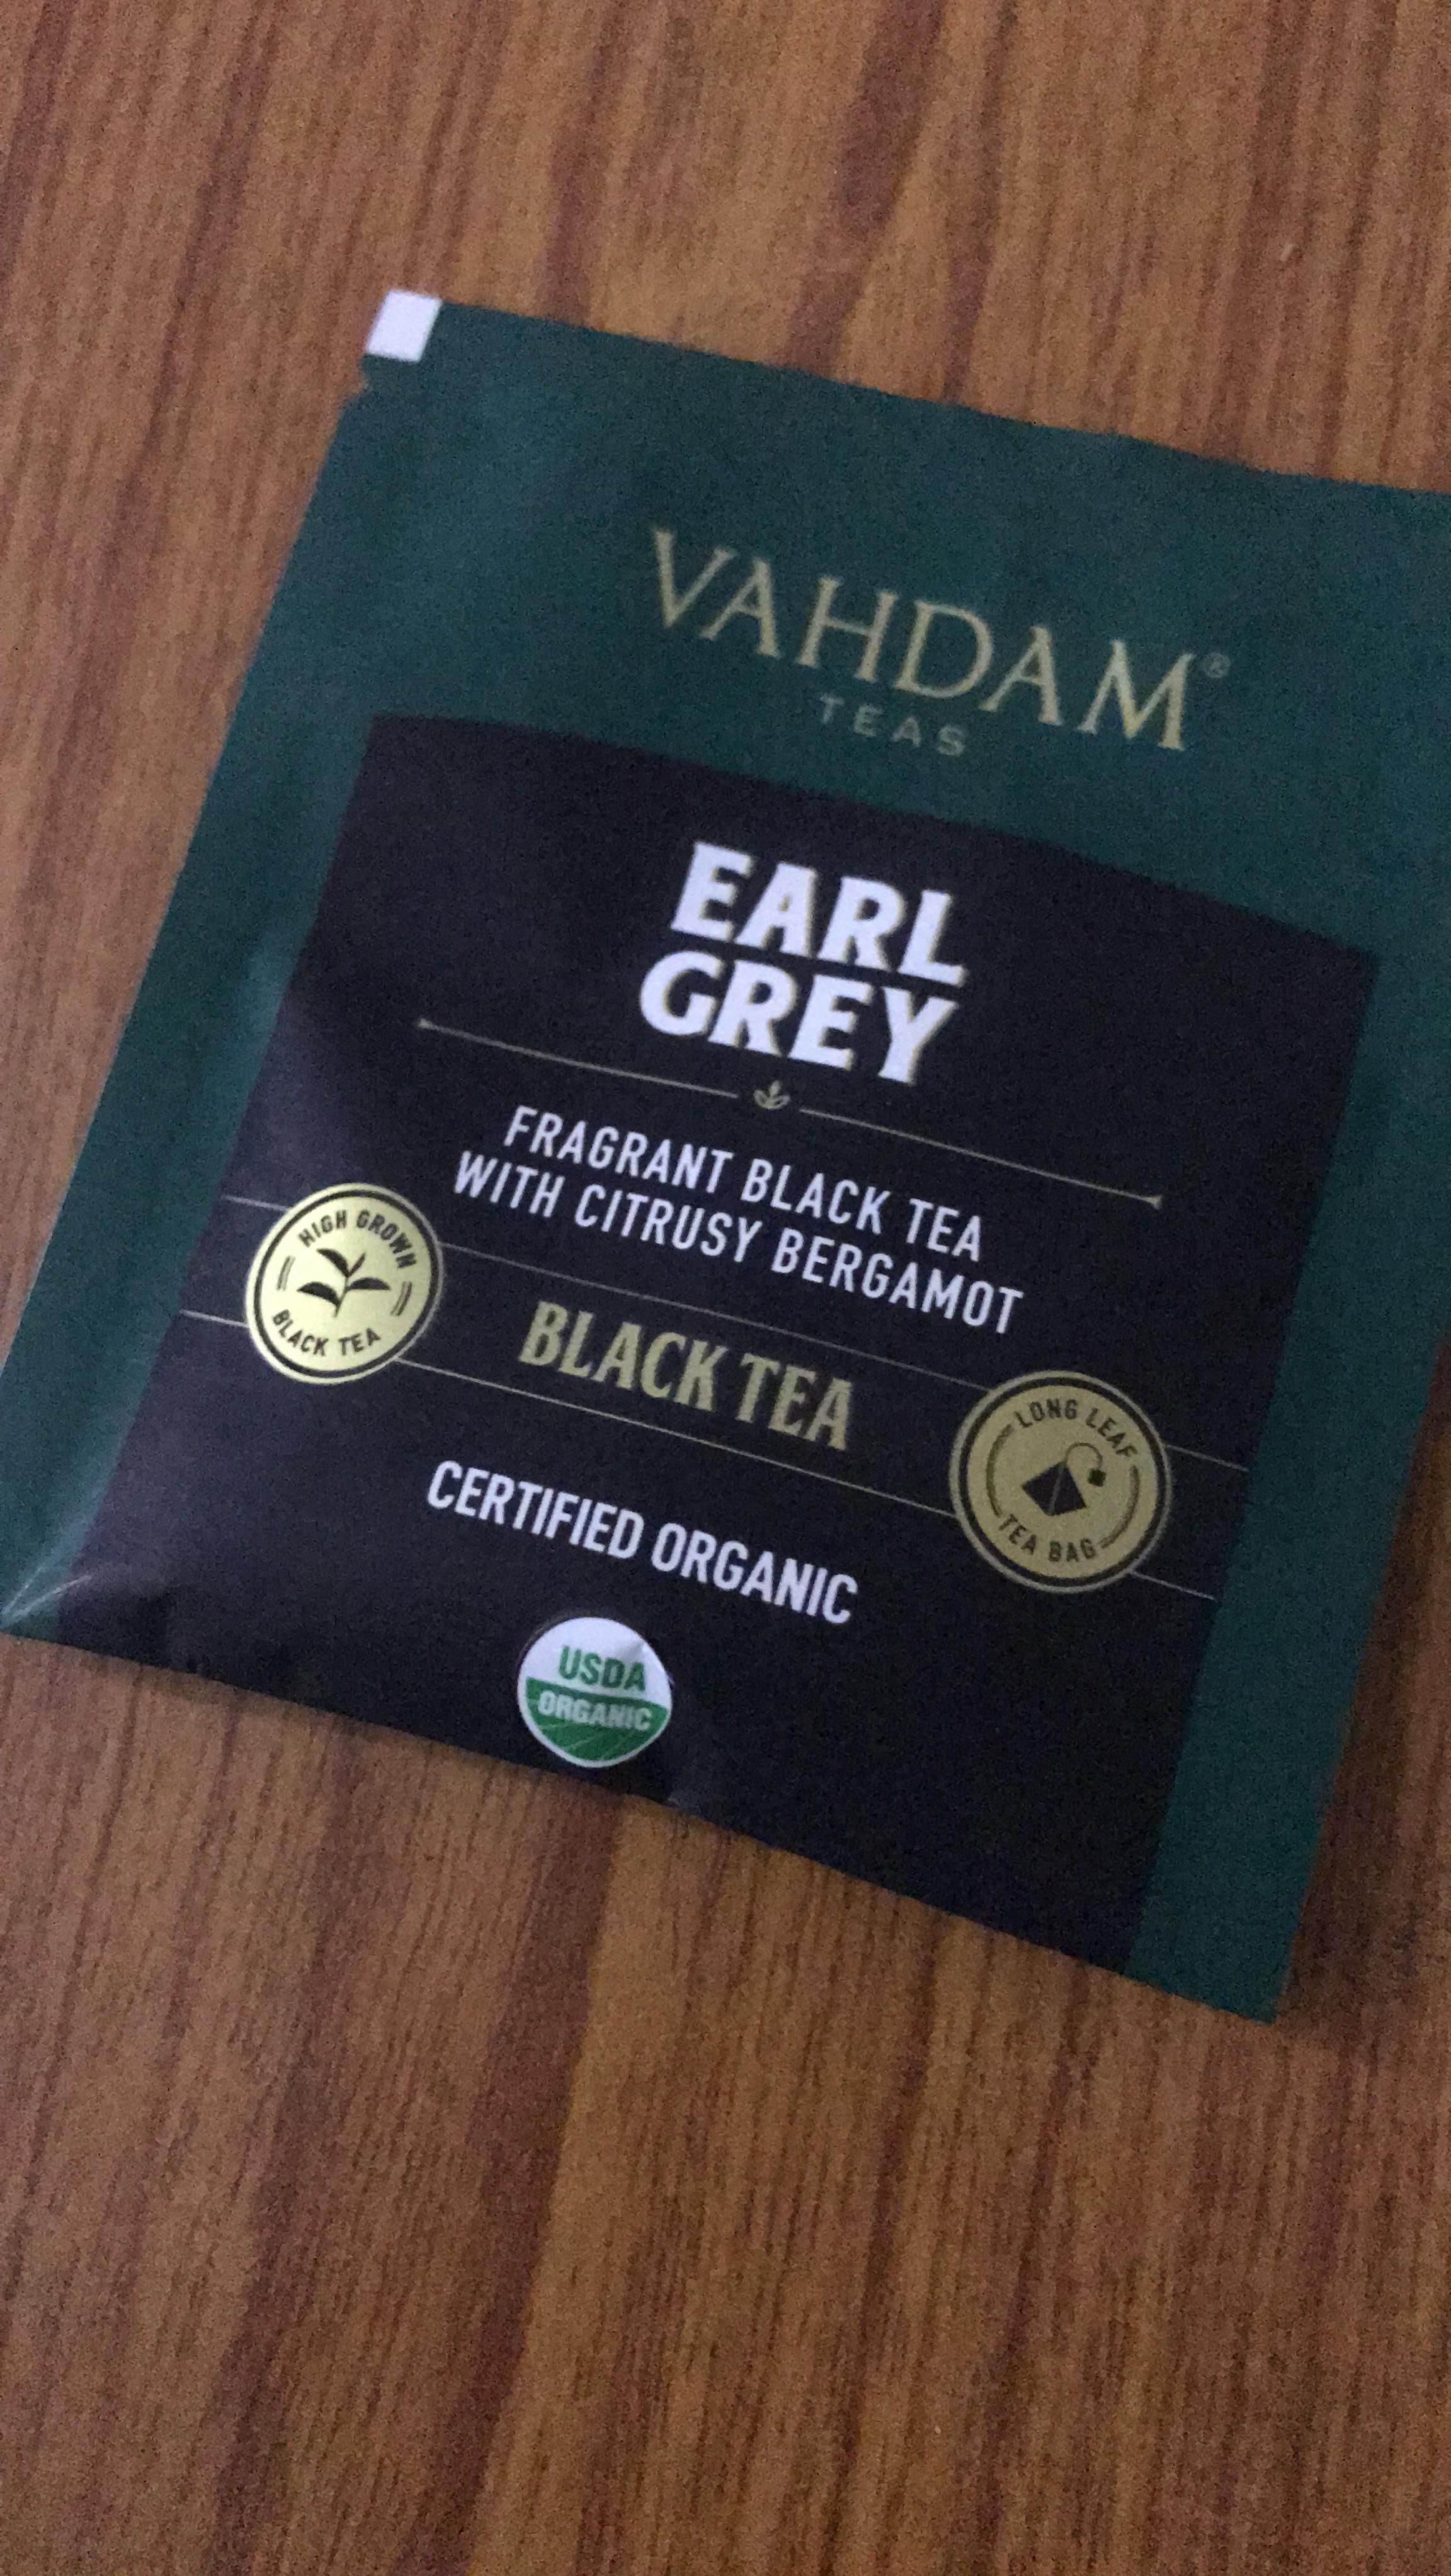 VAHDAM®
TEAS
EARL
GREY
FRAGRANT BLACK TEA
WITH CITRUSY BERGAMOT
HIGH GROWN
BLACK TEA
BLACK TEA
LONG LEAF
TEA BAG
CERTIFIED ORGANIC
USDA
ORGANIC